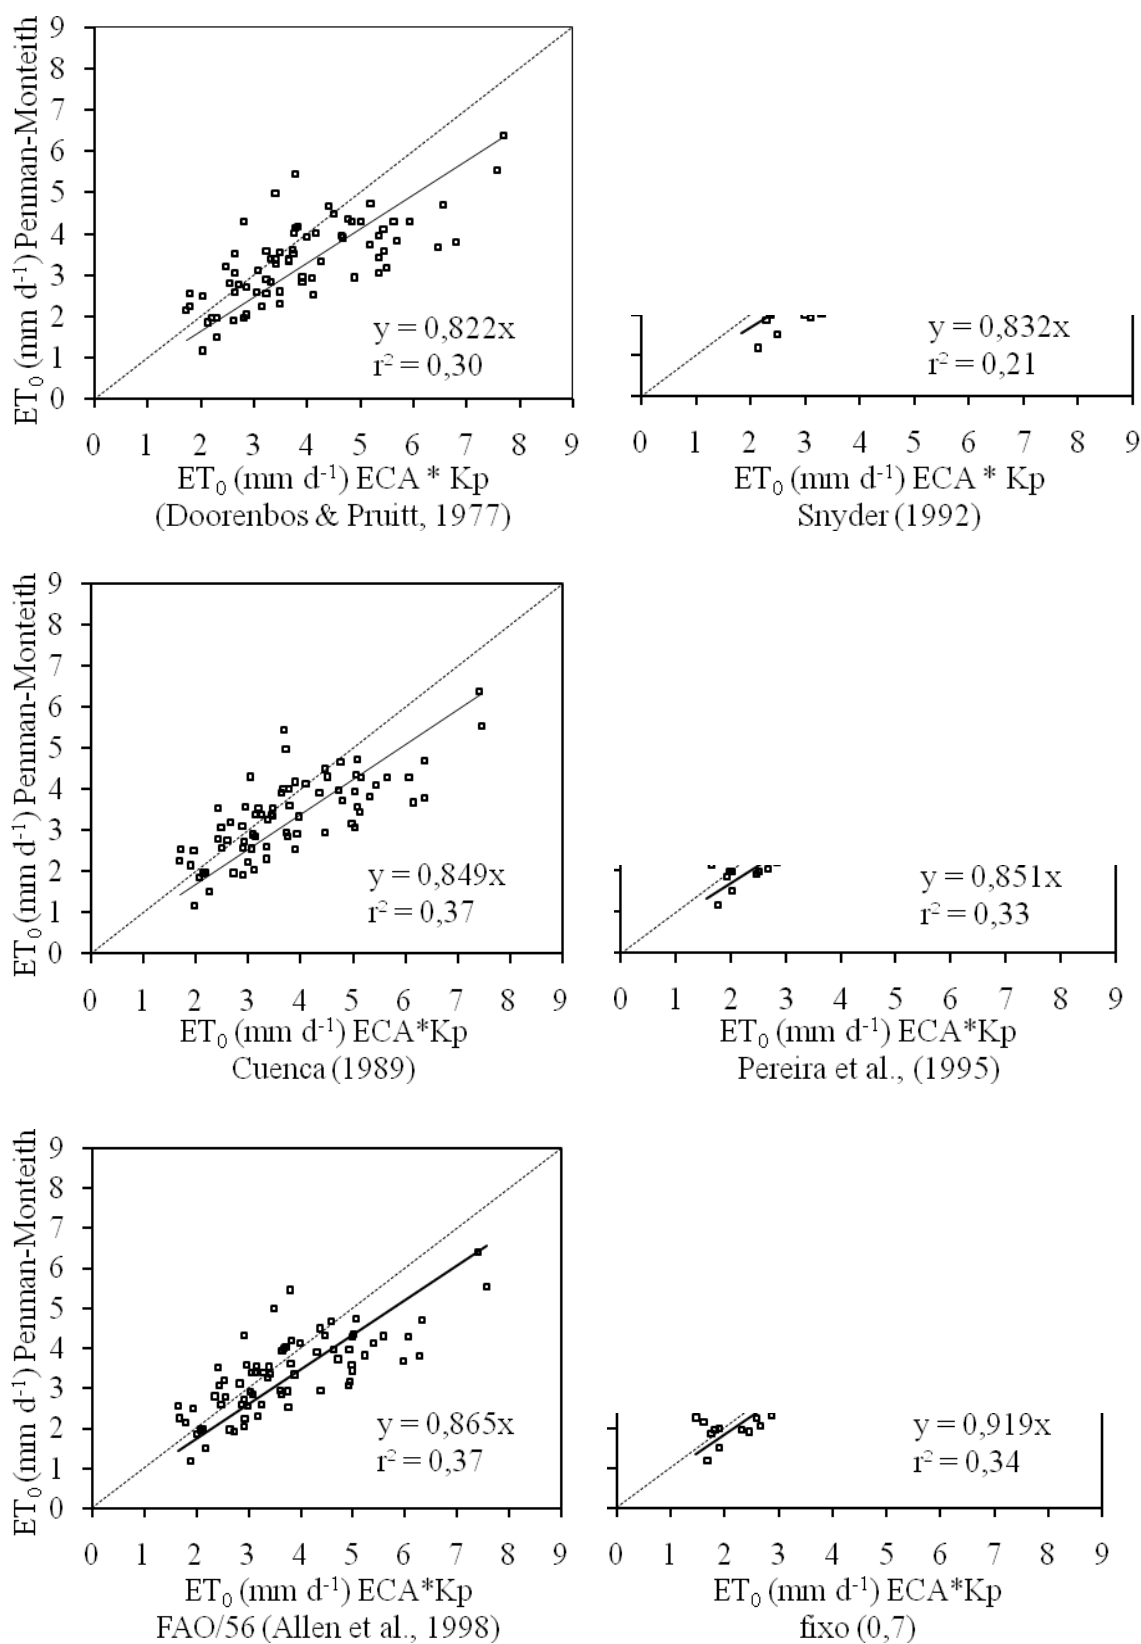 ET₀ (mm d⁻¹) Penman-Monteith
9
8
7
6
5
4
3
2
1
0
y = 0,822x
r² = 0,30
0 1 2 3 4 5 6 7 8 9
ET₀ (mm d⁻¹) ECA * Kp
(Doorenbos & Pruitt, 1977)
y = 0,832x
r² = 0,21
0 1 2 3 4 5 6 7 8 9
ET₀ (mm d⁻¹) ECA * Kp
Snyder (1992)
ET₀ (mm d⁻¹) Penman-Monteith
9
8
7
6
5
4
3
2
1
0
y = 0,849x
r² = 0,37
0 1 2 3 4 5 6 7 8 9
ET₀ (mm d⁻¹) ECA*Kp
Cuenca (1989)
y = 0,851x
r² = 0,33
0 1 2 3 4 5 6 7 8 9
ET₀ (mm d⁻¹) ECA*Kp
Pereira et al., (1995)
ET₀ (mm d⁻¹) Penman-Monteith
9
8
7
6
5
4
3
2
1
0
y = 0,865x
r² = 0,37
0 1 2 3 4 5 6 7 8 9
ET₀ (mm d⁻¹) ECA*Kp
FAO/56 (Allen et al., 1998)
y = 0,919x
r² = 0,34
0 1 2 3 4 5 6 7 8 9
ET₀ (mm d⁻¹) ECA*Kp
fixo (0,7)